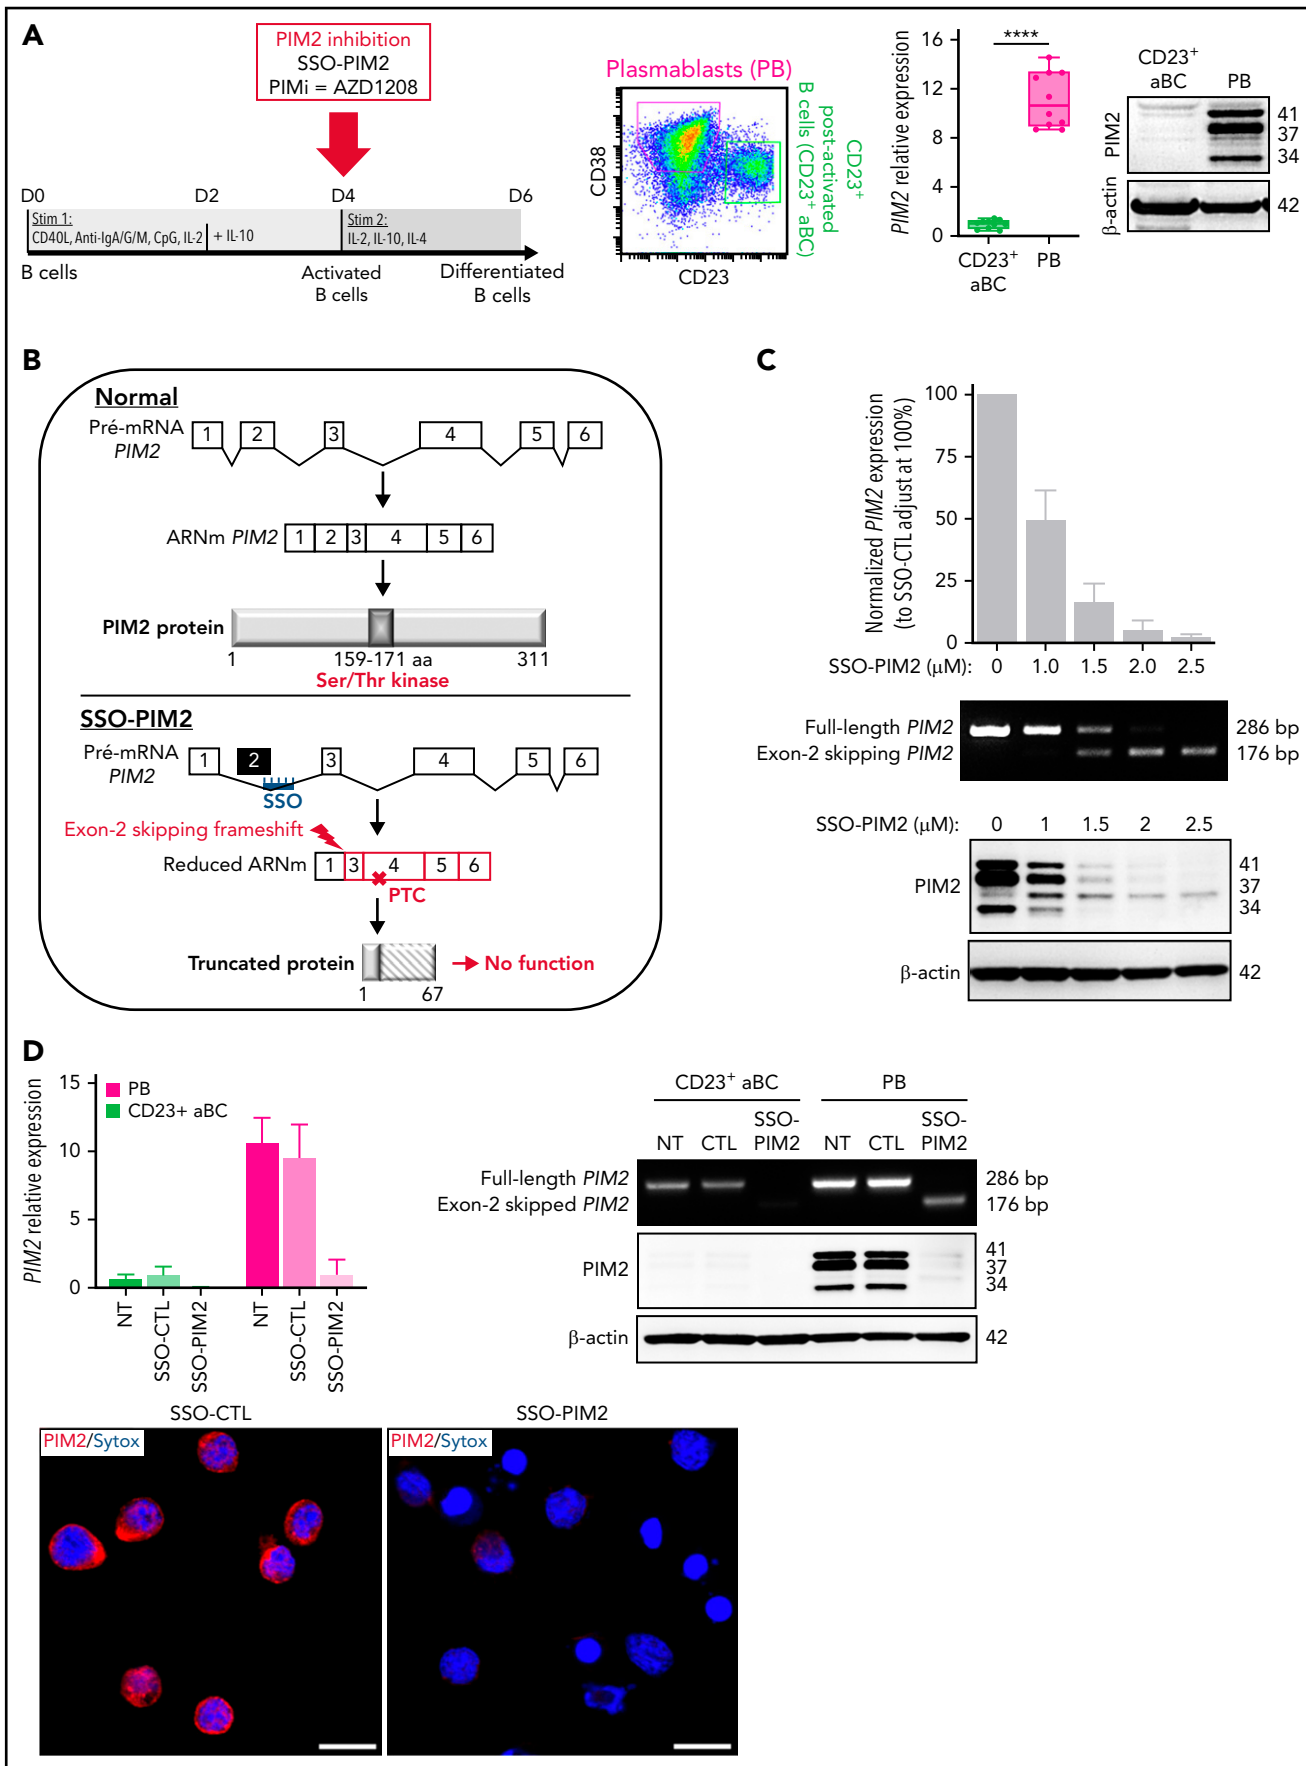 A
PIM2 inhibition
SSO-PIM2
PIMi = AZD1208
D0 D2 D4 D6
Stim 1:
CD40L, Anti-IgA/G/M, CpG, IL-2
+ IL-10
Stim 2:
IL-2, IL-10, IL-4
B cells
Activated
B cells
Differentiated
B cells
Plasmablasts (PB)
CD38
CD23
CD23+
post-activated
B cells (CD23+ aBC)
PIM2 relative expression
16
12
8
4
0
****
CD23+
aBC
PB
CD23+
aBC
PB
PIM2
41
37
34
β-actin
42
B
Normal
Pré-mRNA
PIM2
1 2 3 4 5 6
ARNm PIM2
1 2 3 4 5 6
PIM2 protein
1 159-171 aa 311
Ser/Thr kinase
SSO-PIM2
Pré-mRNA
PIM2
1 2 3 4 5 6
SSO
Exon-2 skipping frameshift
Reduced ARNm
1 3 4 5 6
PTC
Truncated protein
No function
1 67
C
Normalized PIM2 expression
(to SSO-CTL adjust at 100%)
100
75
50
25
0
SSO-PIM2 (μM): 0 1.0 1.5 2.0 2.5
Full-length PIM2 286 bp
Exon-2 skipping PIM2 176 bp
SSO-PIM2 (μM): 0 1 1.5 2 2.5
PIM2
41
37
34
β-actin
42
D
PIM2 relative expression
15
10
5
0
PB
CD23+ aBC
NT
SSO-CTL
SSO-PIM2
NT
SSO-CTL
SSO-PIM2
CD23+ aBC PB
NT CTL SSO-
PIM2
NT CTL SSO-
PIM2
Full-length PIM2 286 bp
Exon-2 skipped PIM2 176 bp
PIM2
41
37
34
β-actin
42
SSO-CTL
PIM2/Sytox
SSO-PIM2
PIM2/Sytox